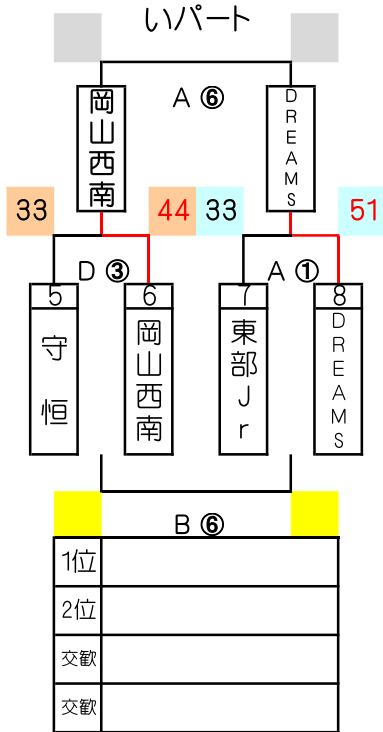 いパート
A ⑥
岡山西南
DREAMS
33
44
33
51
D ③
A ①
5
6
7
8
守恒
岡山西南
東部Jr
DREAMS
B ⑥
1位
2位
交歓
交歓